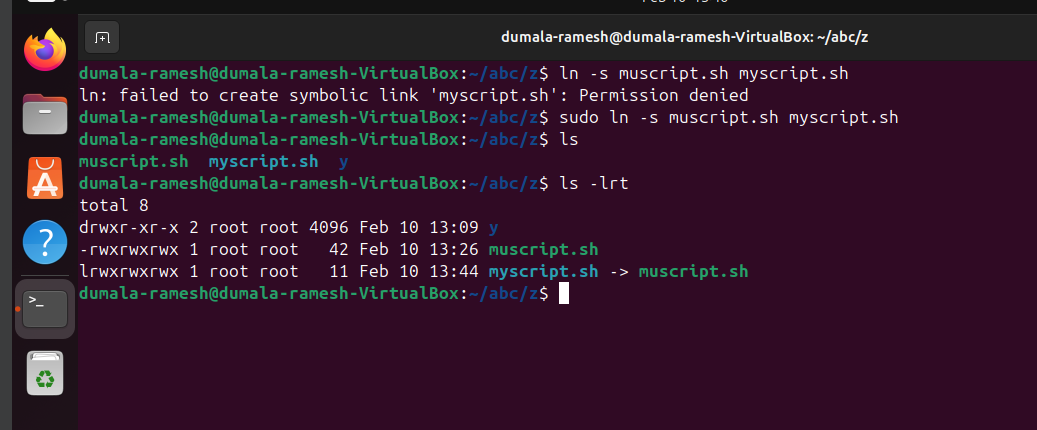 dumala-ramesh@dumala-ramesh-VirtualBox: ~/abc/z
dumala-ramesh@dumala-ramesh-VirtualBox:~/abc/z$ ln -s muscript.sh myscript.sh
ln: failed to create symbolic link 'myscript.sh': Permission denied
dumala-ramesh@dumala-ramesh-VirtualBox:~/abc/z$ sudo ln -s muscript.sh myscript.sh
dumala-ramesh@dumala-ramesh-VirtualBox:~/abc/z$ ls
muscript.sh  myscript.sh  y
dumala-ramesh@dumala-ramesh-VirtualBox:~/abc/z$ ls -lrt
total 8
drwxr-xr-x 2 root root 4096 Feb 10 13:09 y
-rwxrwxrwx 1 root root   42 Feb 10 13:26 muscript.sh
lrwxrwxrwx 1 root root   11 Feb 10 13:44 myscript.sh -> muscript.sh
dumala-ramesh@dumala-ramesh-VirtualBox:~/abc/z$